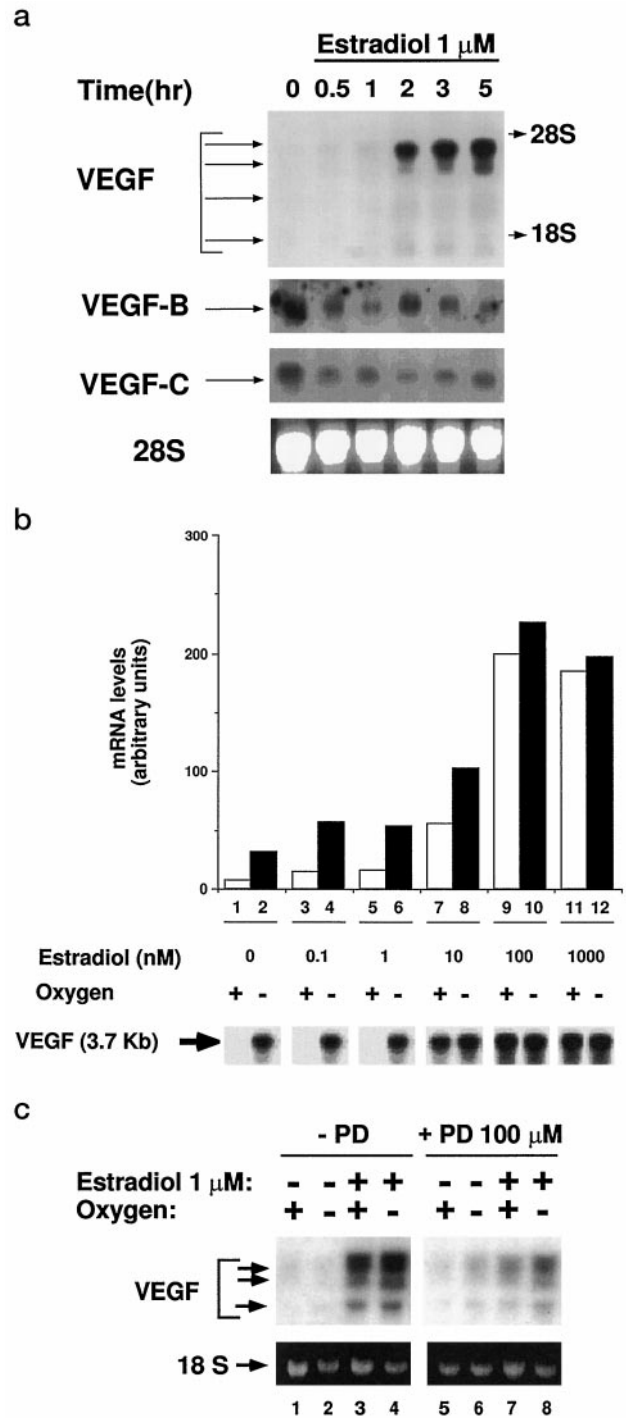 a
Estradiol 1 μM
Time(hr) 0 0.5 1 2 3 5
28S
VEGF
18S
VEGF-B
VEGF-C
28S
b
300
200
100
0
mRNA levels
(arbitrary units)
1 2 3 4 5 6 7 8 9 10 11 12
Estradiol (nM) 0 0.1 1 10 100 1000
Oxygen + - + - + - + - + - + -
VEGF (3.7 Kb)
c
- PD + PD 100 μM
Estradiol 1 μM: - - + + - - + +
Oxygen: + - + - + - + -
VEGF
18 S
1 2 3 4 5 6 7 8